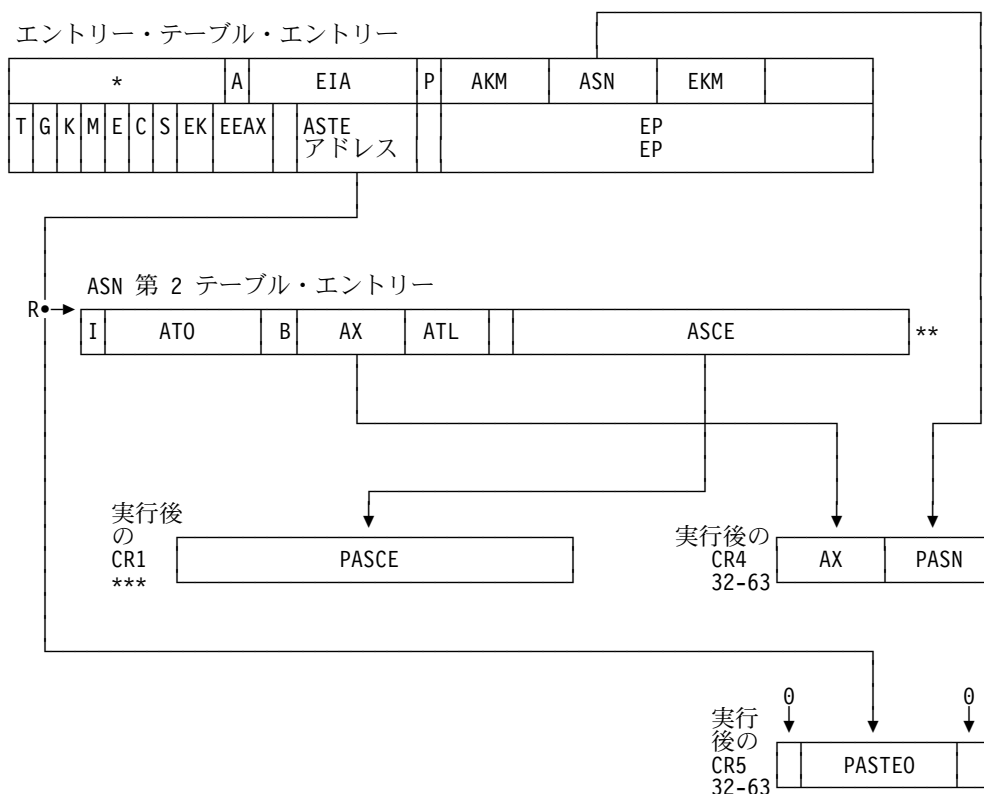 エントリー・テーブル・エントリー
* A EIA P AKM ASN EKM
T G K M E C S EK EEAX ASTE EP
アドレス EP
ASN 第 2 テーブル・エントリー
R
I ATO B AX ATL ASCE **
実行後
の
CR1 PASCE
***
実行後の
CR4 AX PASN
32-63
0 0
実行
後の
CR5 PASTEO
32-63